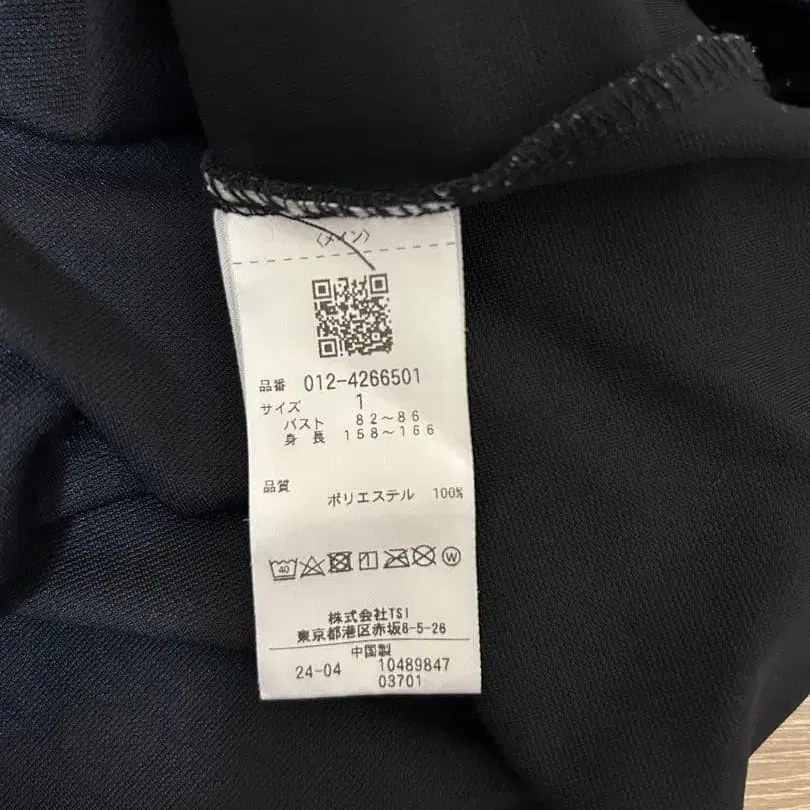 〈メイン〉
品番 012-4266501
サイズ 1
バスト 82～86
身長 158～166
品質
ポリエステル 100%
40
W
株式会社TSI
東京都港区赤坂8-5-26
中国製
24-04 10489847
03701